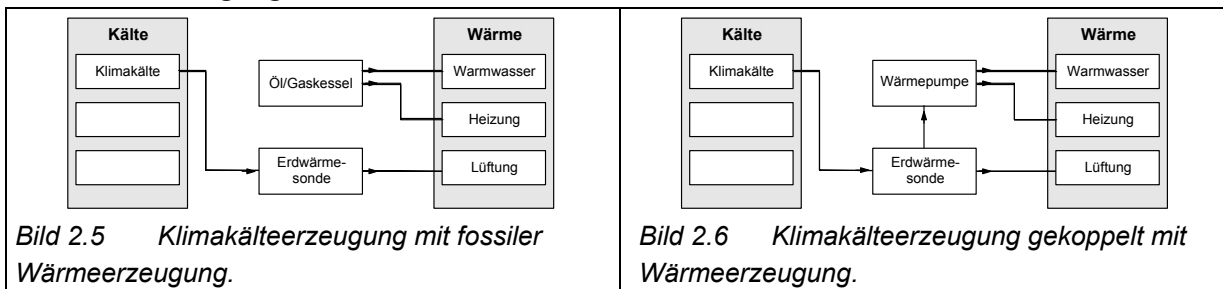 Kälte
Wärme
Klimakälte
Öl/Gaskessel
Warmwasser
Heizung
Erdwärme-
sonde
Lüftung
Bild 2.5 Klimakälteerzeugung mit fossiler
Wärmeerzeugung.
Kälte
Wärme
Klimakälte
Wärmepumpe
Warmwasser
Heizung
Erdwärme-
sonde
Lüftung
Bild 2.6 Klimakälteerzeugung gekoppelt mit
Wärmeerzeugung.